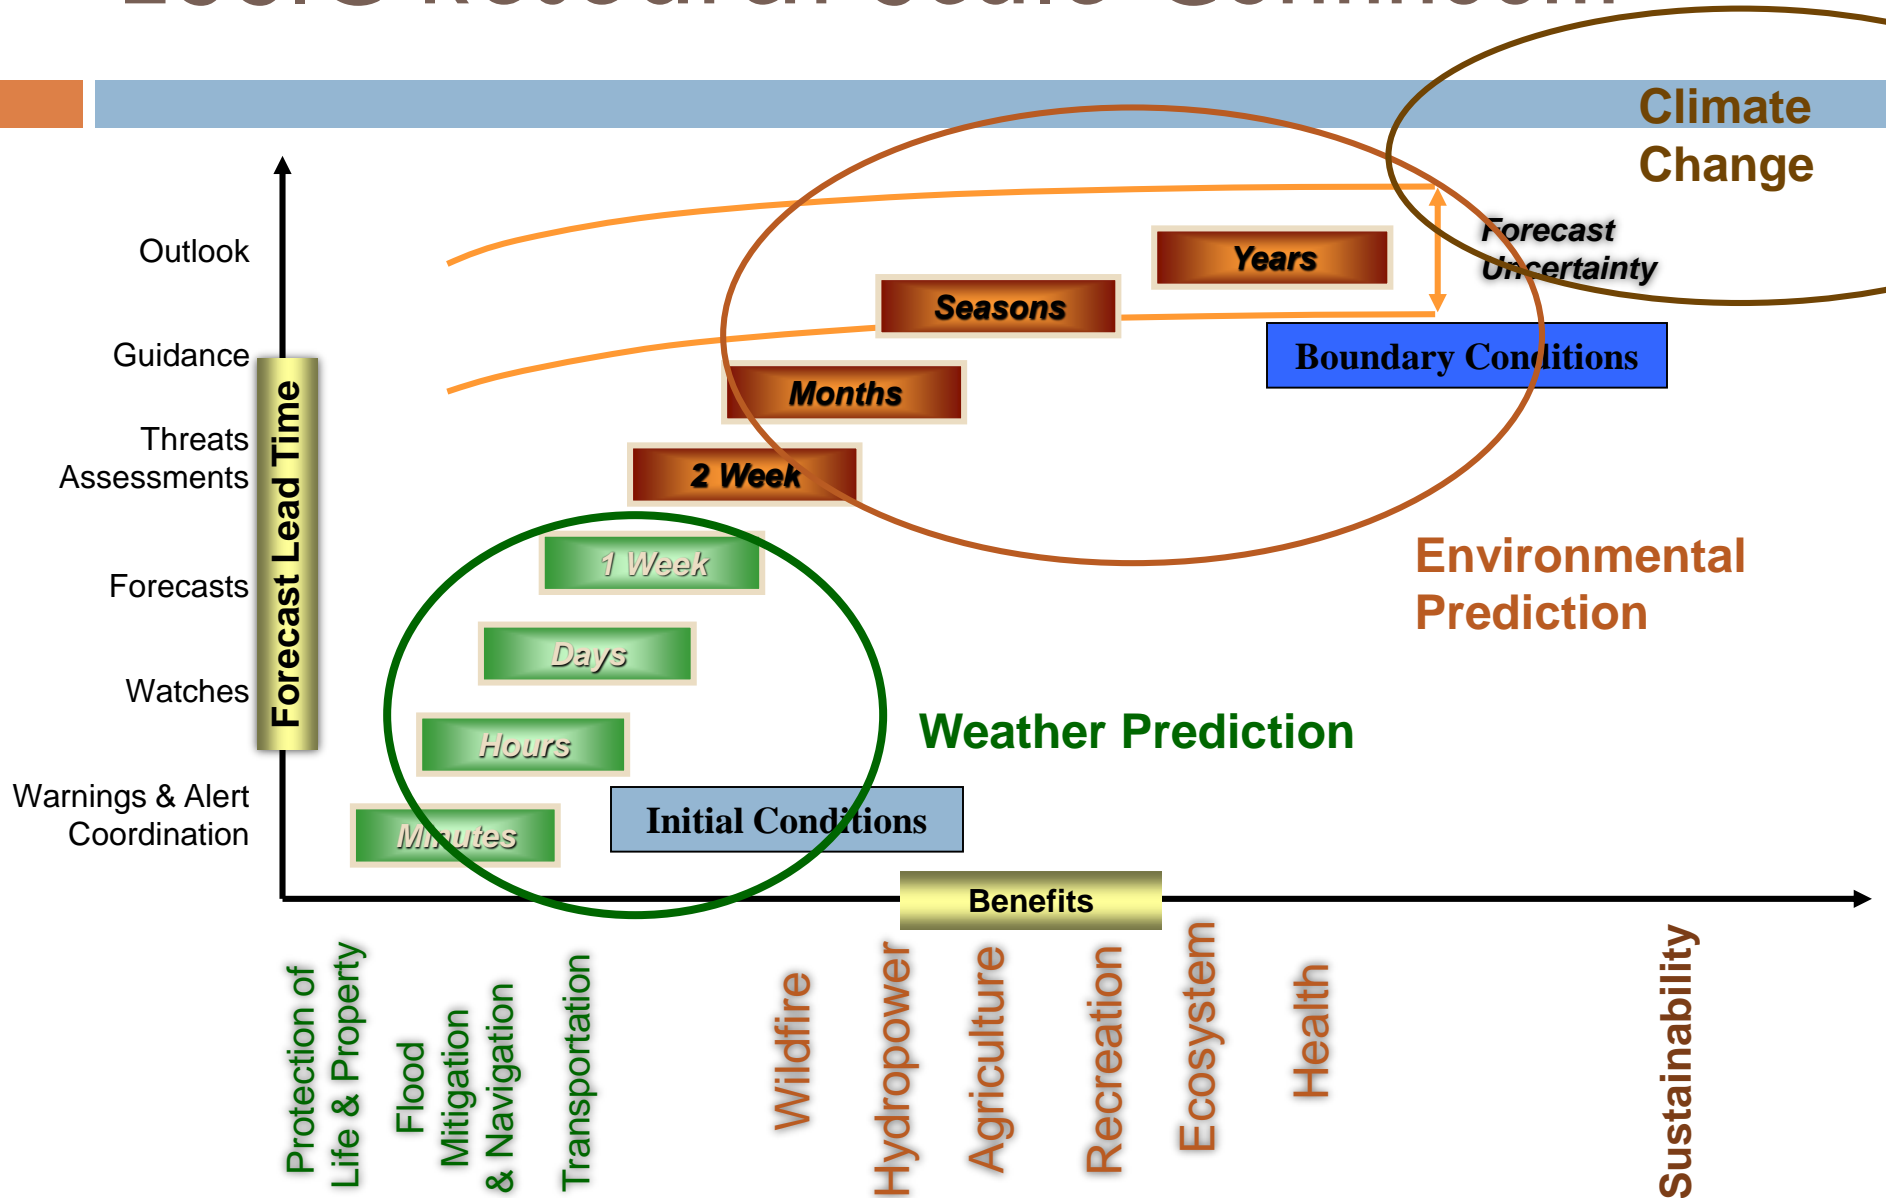 Climate
Change
Outlook
Guidance
Threats
Assessments
Forecasts
Watches
Warnings & Alert
Coordination
Forecast Lead Time
Years
Seasons
Months
2 Week
1 Week
Days
Hours
Minutes
Forecast
Uncertainty
Boundary Conditions
Environmental
Prediction
Weather Prediction
Initial Conditions
Benefits
Protection of
Life & Property
Flood
Mitigation
& Navigation
Transportation
Wildfire
Hydropower
Agriculture
Recreation
Ecosystem
Health
Sustainability